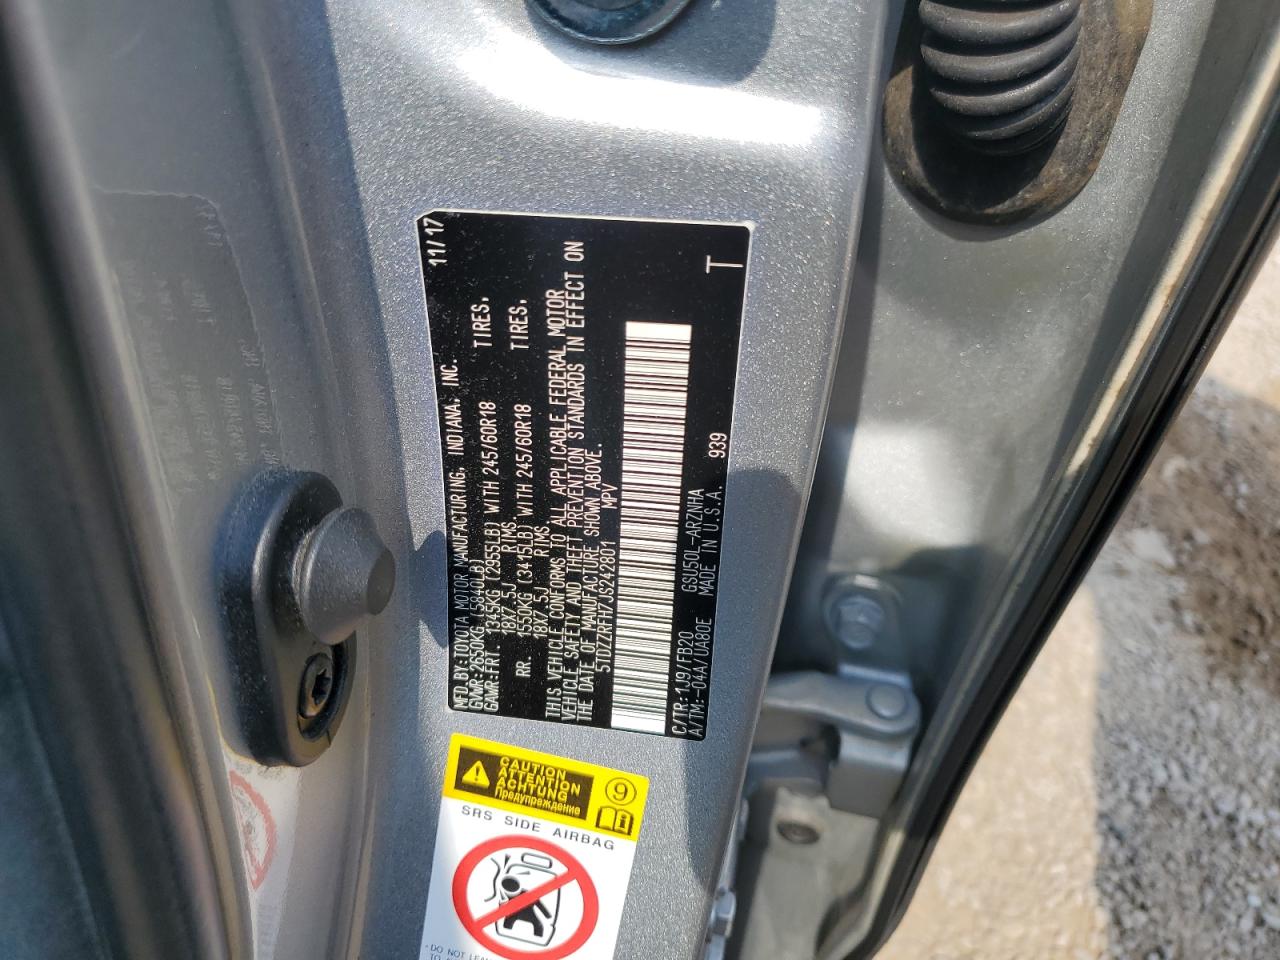 MFD.BY:TOYOTA MOTOR MANUFACTURING, INDIANA, INC. 11/17
GVWR:2650KG (5840LB)
GAWR:FRT. 1345KG (2955LB) WITH 245/60R18 TIRES.
18X7.5J RIMS
RR. 1550KG (3415LB) WITH 245/60R18 TIRES.
18X7.5J RIMS
THIS VEHICLE CONFORMS TO ALL APPLICABLE FEDERAL MOTOR
VEHICLE SAFETY AND THEFT PREVENTION STANDARDS IN EFFECT ON
THE DATE OF MANUFACTURE SHOWN ABOVE.
5TDZZRFH7JS242801 MPV
C/TR:1J9/FB20 GSU50L-ARZNHA 939 T
A/TM:-04A/UA80E MADE IN U.S.A.
CAUTION
ATTENTION
ACHTUNG
Предупреждение
9
SRS SIDE AIRBAG
- DO NOT
TO